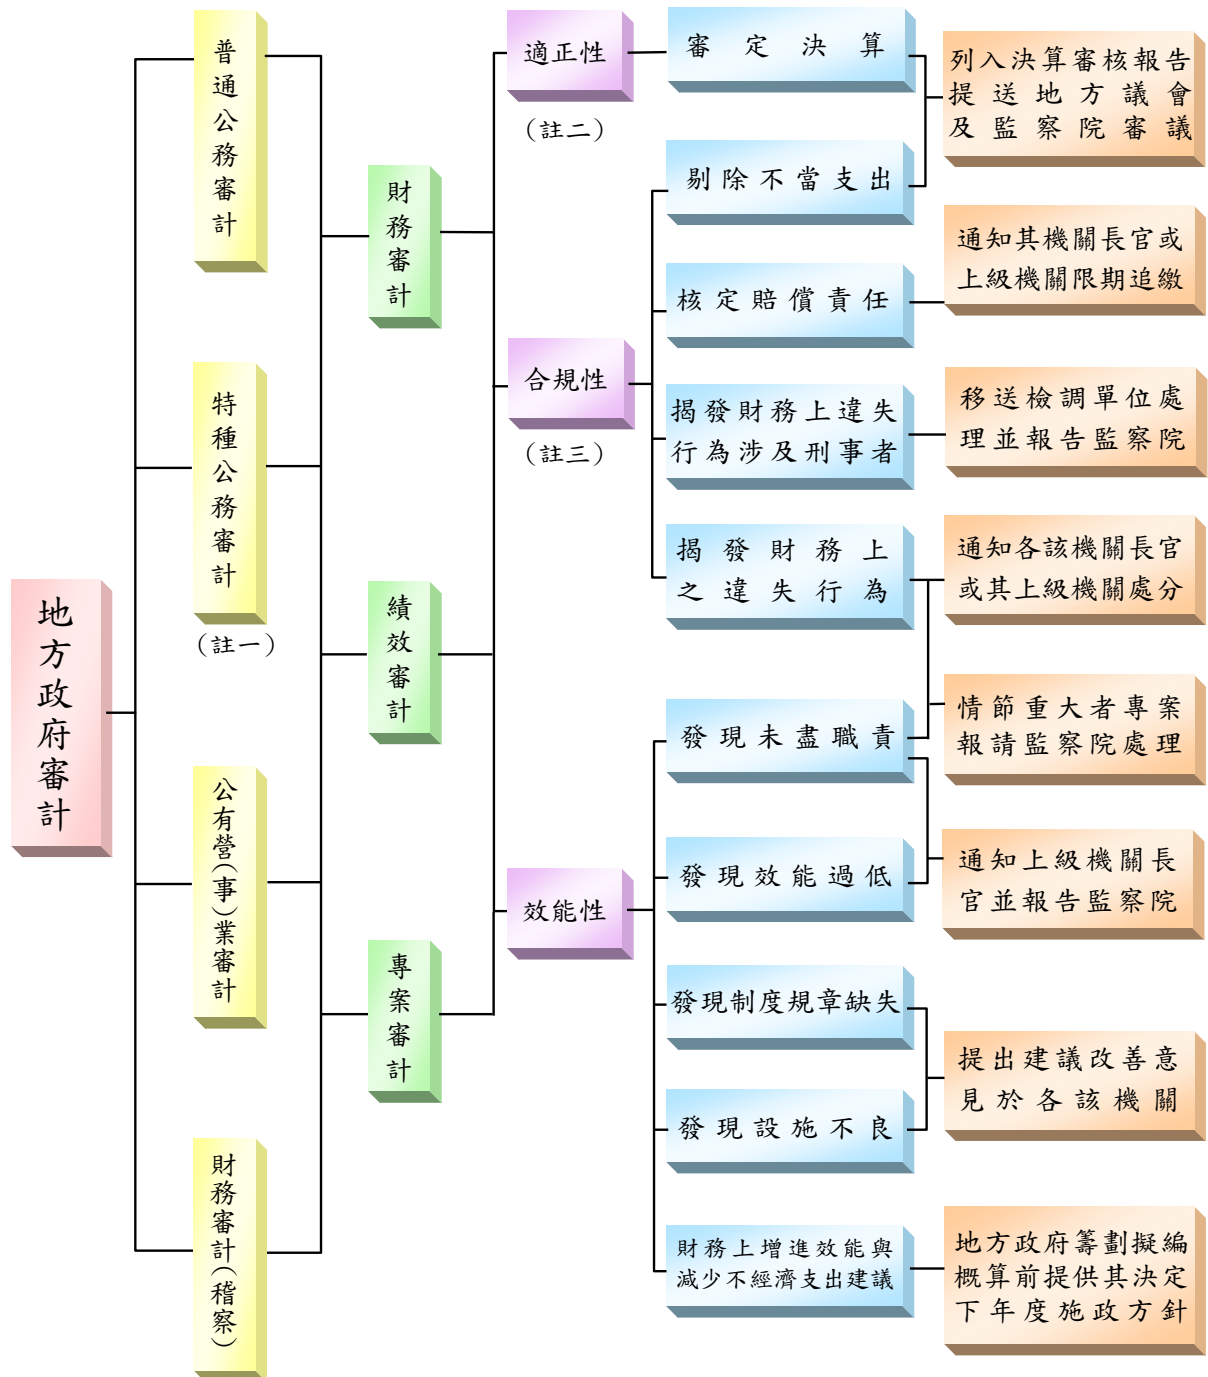 地方政府審計
普通公務審計
特種公務審計
(註一)
公有營(事)業審計
財務審計(稽察)
財務審計
績效審計
專案審計
適正性
(註二)
合規性
(註三)
效能性
審定決算
剔除不當支出
核定賠償責任
揭發財務上違失
行為涉及刑事者
揭發財務上
之違失行為
發現未盡職責
發現效能過低
發現制度規章缺失
發現設施不良
財務上增進效能與
減少不經濟支出建議
列入決算審核報告
提送地方議會
及監察院審議
通知其機關長官或
上級機關限期追繳
移送檢調單位處
理並報告監察院
通知各該機關長官
或其上級機關處分
情節重大者專案
報請監察院處理
通知上級機關長
官並報告監察院
提出建議改善意
見於各該機關
地方政府籌劃擬編
概算前提供其決定
下年度施政方針